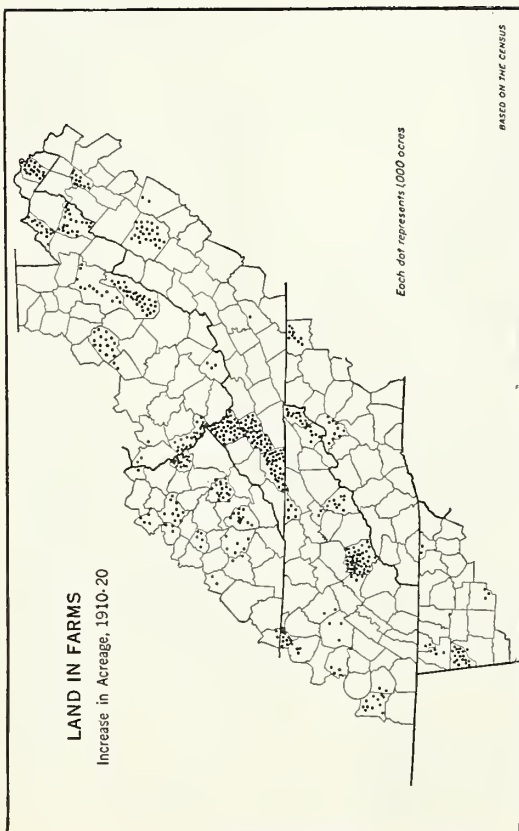 LAND IN FARMS
Increase in Acreage, 1910-20
Each dot represents 1,000 acres
BASED ON THE CENSUS